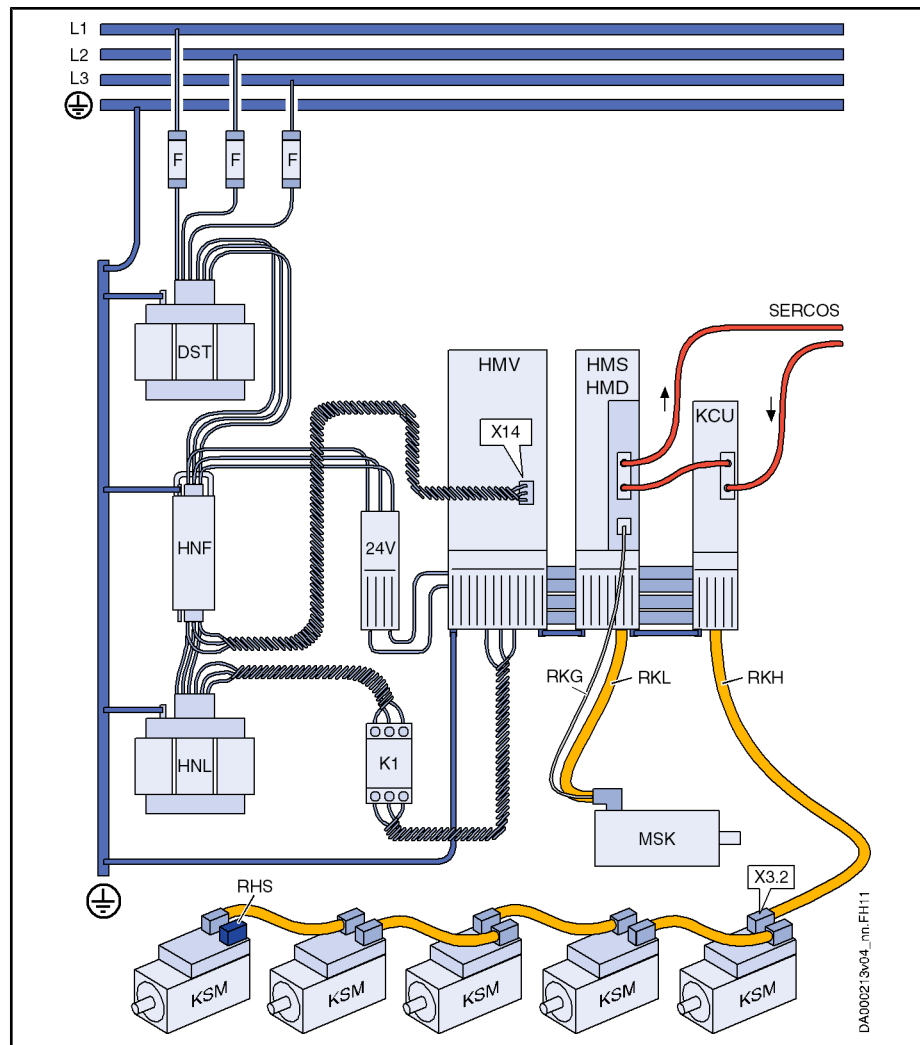 L1
L2
L3
F F F
SERCOS
DST
HMV
HMS
HMD
KCU
X14
HNF
24V
RKG
RKL
RKH
HNL
K1
MSK
RHS
X3.2
KSM KSM KSM KSM KSM
DA000213v04_nn.FH11